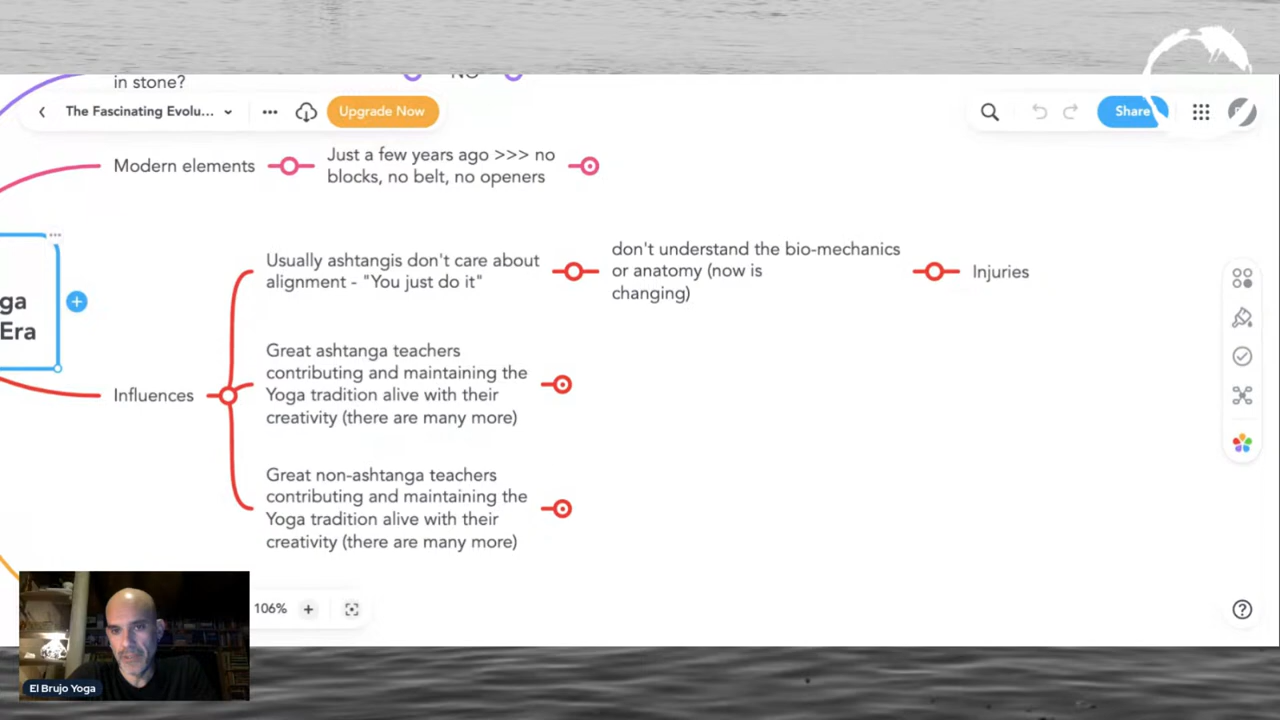 in stone?
NO
The Fascinating Evolu...
Upgrade Now
Share
Modern elements
Just a few years ago >>> no
blocks, no belt, no openers
Usually ashtangis don't care about
alignment - "You just do it"
don't understand the bio-mechanics
or anatomy (now is
changing)
Injuries
ga
Era
Great ashtanga teachers
contributing and maintaining the
Yoga tradition alive with their
creativity (there are many more)
Influences
Great non-ashtanga teachers
contributing and maintaining the
Yoga tradition alive with their
creativity (there are many more)
106%
El Brujo Yoga